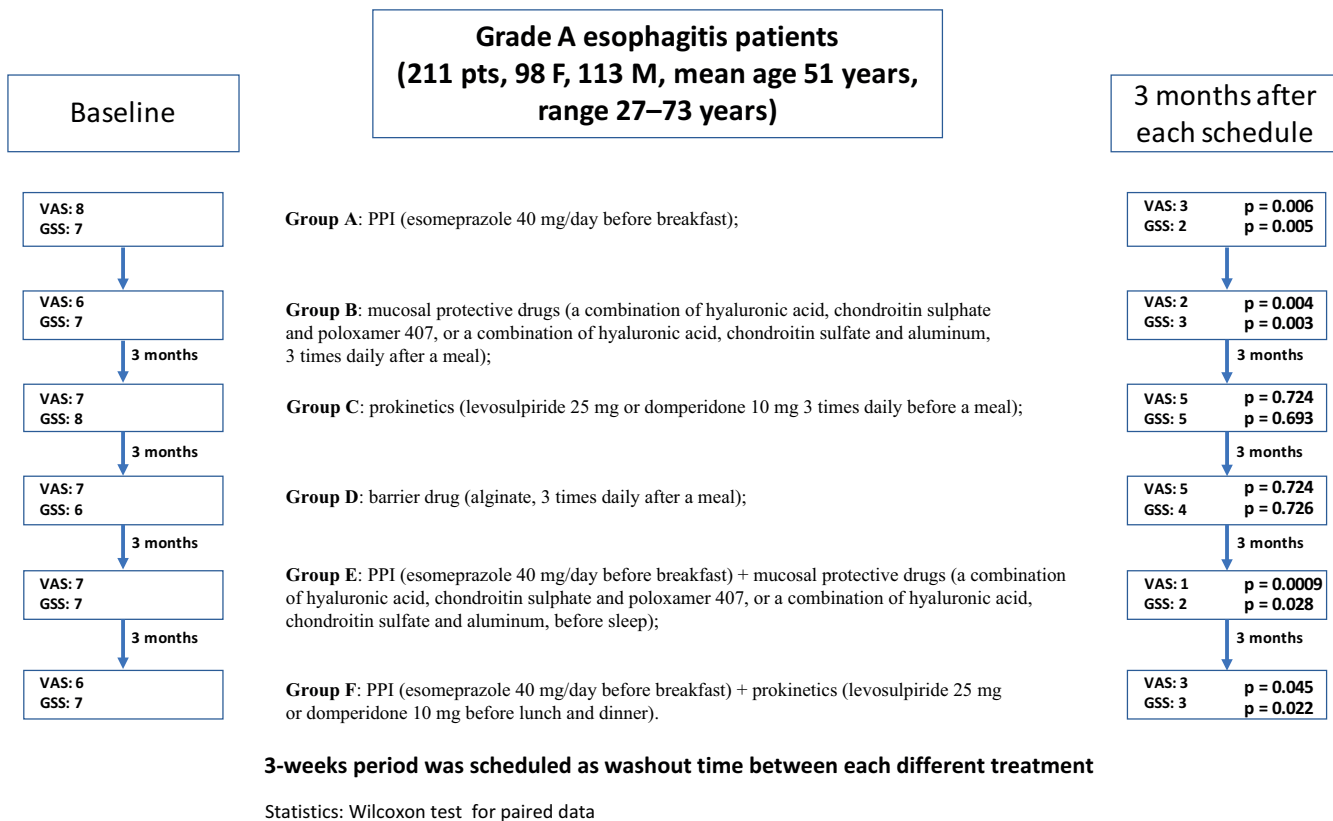 Grade A esophagitis patients
(211 pts, 98 F, 113 M, mean age 51 years,
range 27–73 years)
Baseline
3 months after
each schedule
VAS: 8
GSS: 7
Group A: PPI (esomeprazole 40 mg/day before breakfast);
VAS: 3 p = 0.006
GSS: 2 p = 0.005
VAS: 6
GSS: 7
Group B: mucosal protective drugs (a combination of hyaluronic acid, chondroitin sulphate
and poloxamer 407, or a combination of hyaluronic acid, chondroitin sulfate and aluminum,
3 times daily after a meal);
VAS: 2 p = 0.004
GSS: 3 p = 0.003
3 months
3 months
VAS: 7
GSS: 8
Group C: prokinetics (levosulpiride 25 mg or domperidone 10 mg 3 times daily before a meal);
VAS: 5 p = 0.724
GSS: 5 p = 0.693
3 months
3 months
VAS: 7
GSS: 6
Group D: barrier drug (alginate, 3 times daily after a meal);
VAS: 5 p = 0.724
GSS: 4 p = 0.726
3 months
3 months
VAS: 7
GSS: 7
Group E: PPI (esomeprazole 40 mg/day before breakfast) + mucosal protective drugs (a combination
of hyaluronic acid, chondroitin sulphate and poloxamer 407, or a combination of hyaluronic acid,
chondroitin sulfate and aluminum, before sleep);
VAS: 1 p = 0.0009
GSS: 2 p = 0.028
3 months
3 months
VAS: 6
GSS: 7
Group F: PPI (esomeprazole 40 mg/day before breakfast) + prokinetics (levosulpiride 25 mg
or domperidone 10 mg before lunch and dinner).
VAS: 3 p = 0.045
GSS: 3 p = 0.022
3-weeks period was scheduled as washout time between each different treatment
Statistics: Wilcoxon test for paired data